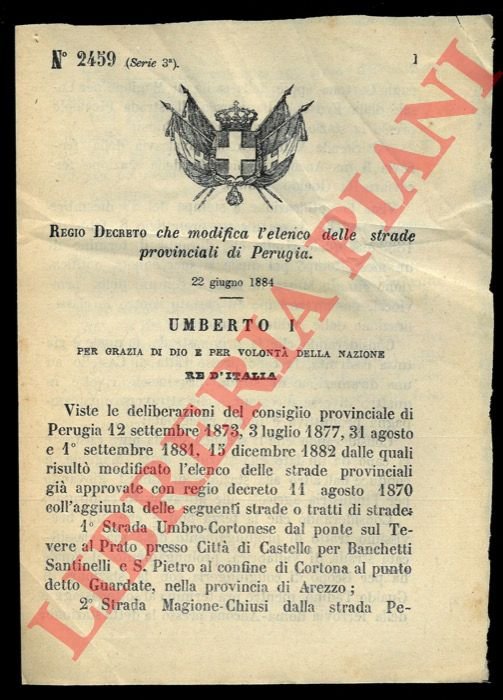 N° 2459 (Serie 3ª). 1
REGIO DECRETO che modifica l'elenco delle strade
provinciali di Perugia.
22 giugno 1884
UMBERTO I
PER GRAZIA DI DIO E PER VOLONTÀ DELLA NAZIONE
RE D'ITALIA
Viste le deliberazioni del consiglio provinciale di
Perugia 12 settembre 1873, 3 luglio 1877, 31 agosto
e 1° settembre 1881, 15 dicembre 1882 dalle quali
risultò modificato l'elenco delle strade provinciali
già approvate con regio decreto 11 agosto 1870
coll'aggiunta delle seguenti strade o tratti di strade:
1° Strada Umbro-Cortonese dal ponte sul Te-
vere al Prato presso Città di Castello per Banchetti
Santinelli e S. Pietro al confine di Cortona al punto
detto Guardate, nella provincia di Arezzo;
2° Strada Magione-Chiusi dalla strada Pe-
LIBRERIA PIANI